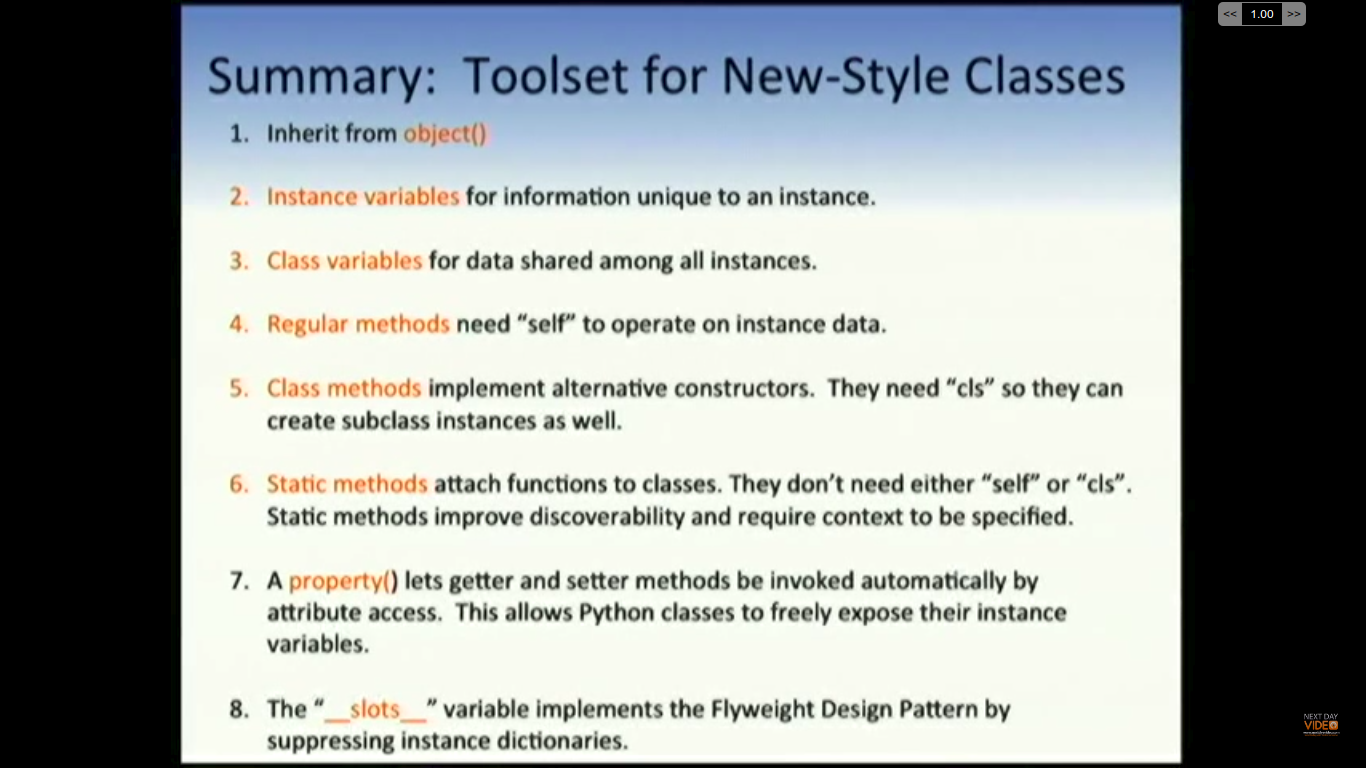 << 1.00 >>
Summary: Toolset for New-Style Classes
1. Inherit from object()
2. Instance variables for information unique to an instance.
3. Class variables for data shared among all instances.
4. Regular methods need “self” to operate on instance data.
5. Class methods implement alternative constructors. They need “cls” so they can
create subclass instances as well.
6. Static methods attach functions to classes. They don’t need either “self” or “cls”.
Static methods improve discoverability and require context to be specified.
7. A property() lets getter and setter methods be invoked automatically by
attribute access. This allows Python classes to freely expose their instance
variables.
8. The “__slots__” variable implements the Flyweight Design Pattern by
suppressing instance dictionaries.
NEXT DAY
VIDEO